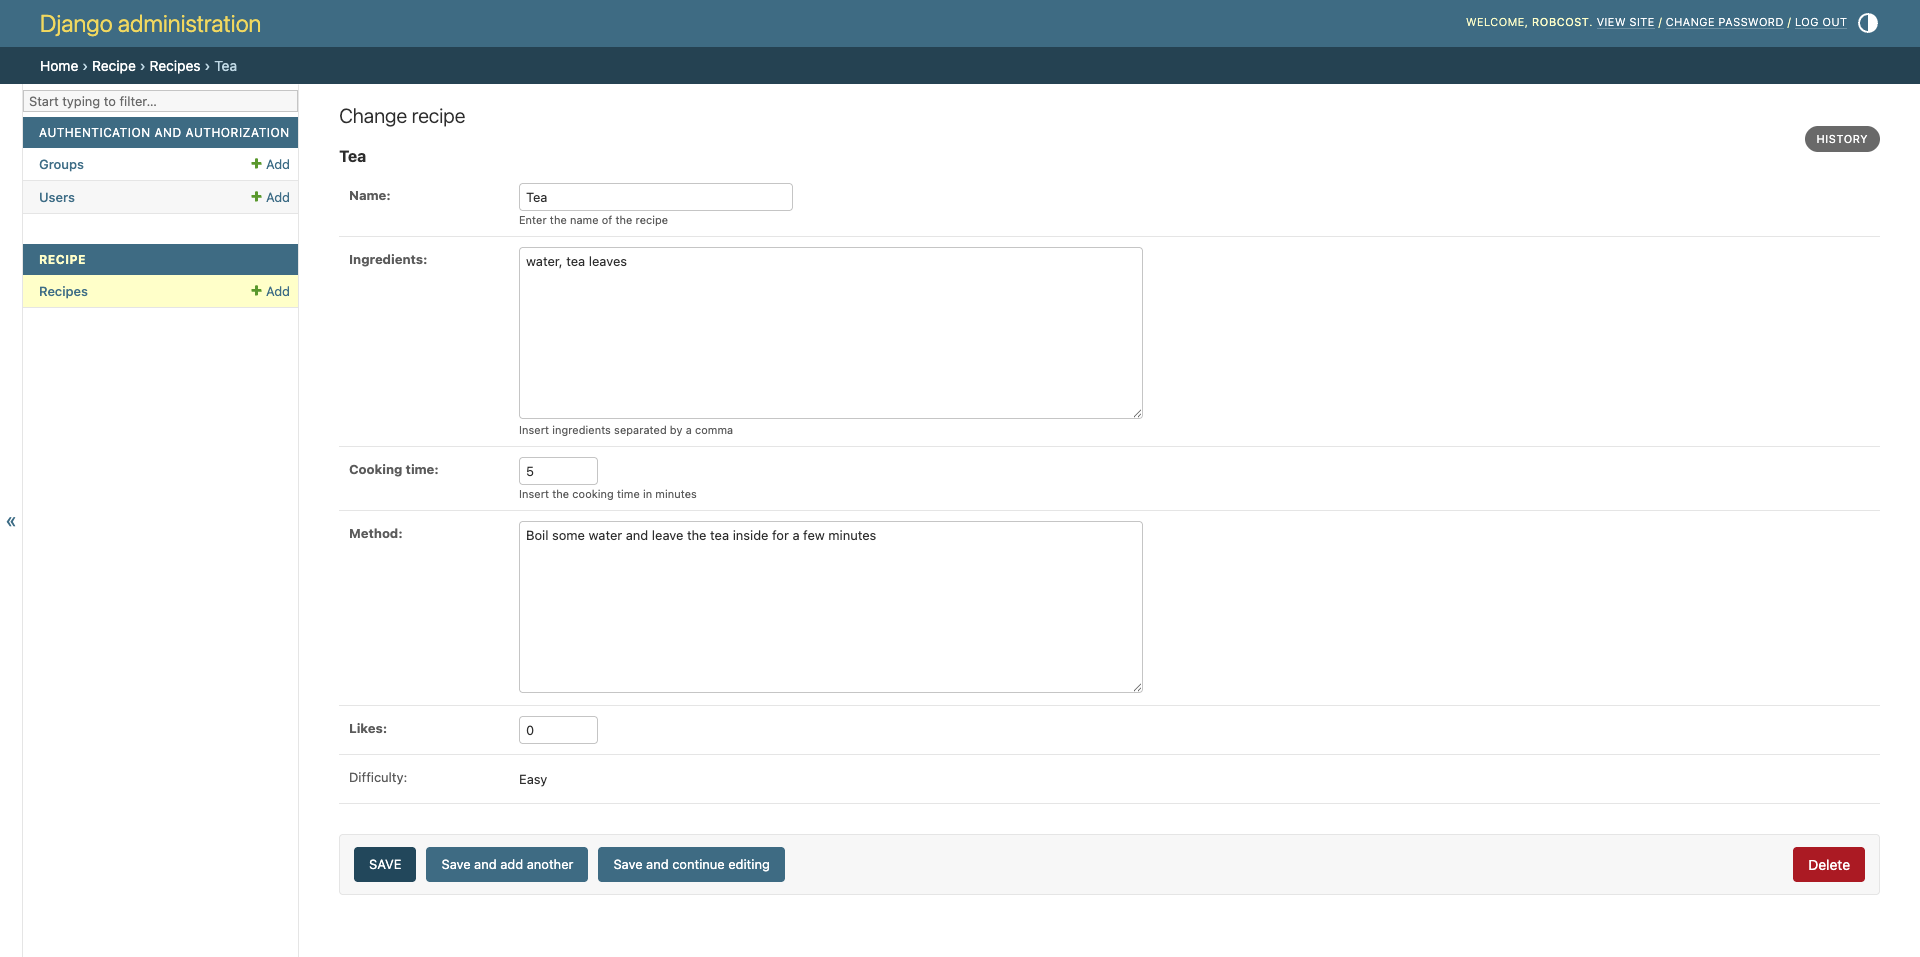 Django administration
WELCOME, ROBCOST. VIEW SITE / CHANGE PASSWORD / LOG OUT
Home › Recipe › Recipes › Tea
Start typing to filter...
AUTHENTICATION AND AUTHORIZATION
Groups + Add
Users + Add
RECIPE
Recipes + Add
«
Change recipe
HISTORY
Tea
Name: Tea
Enter the name of the recipe
Ingredients: water, tea leaves
Insert ingredients separated by a comma
Cooking time: 5
Insert the cooking time in minutes
Method: Boil some water and leave the tea inside for a few minutes
Likes: 0
Difficulty: Easy
SAVE Save and add another Save and continue editing Delete